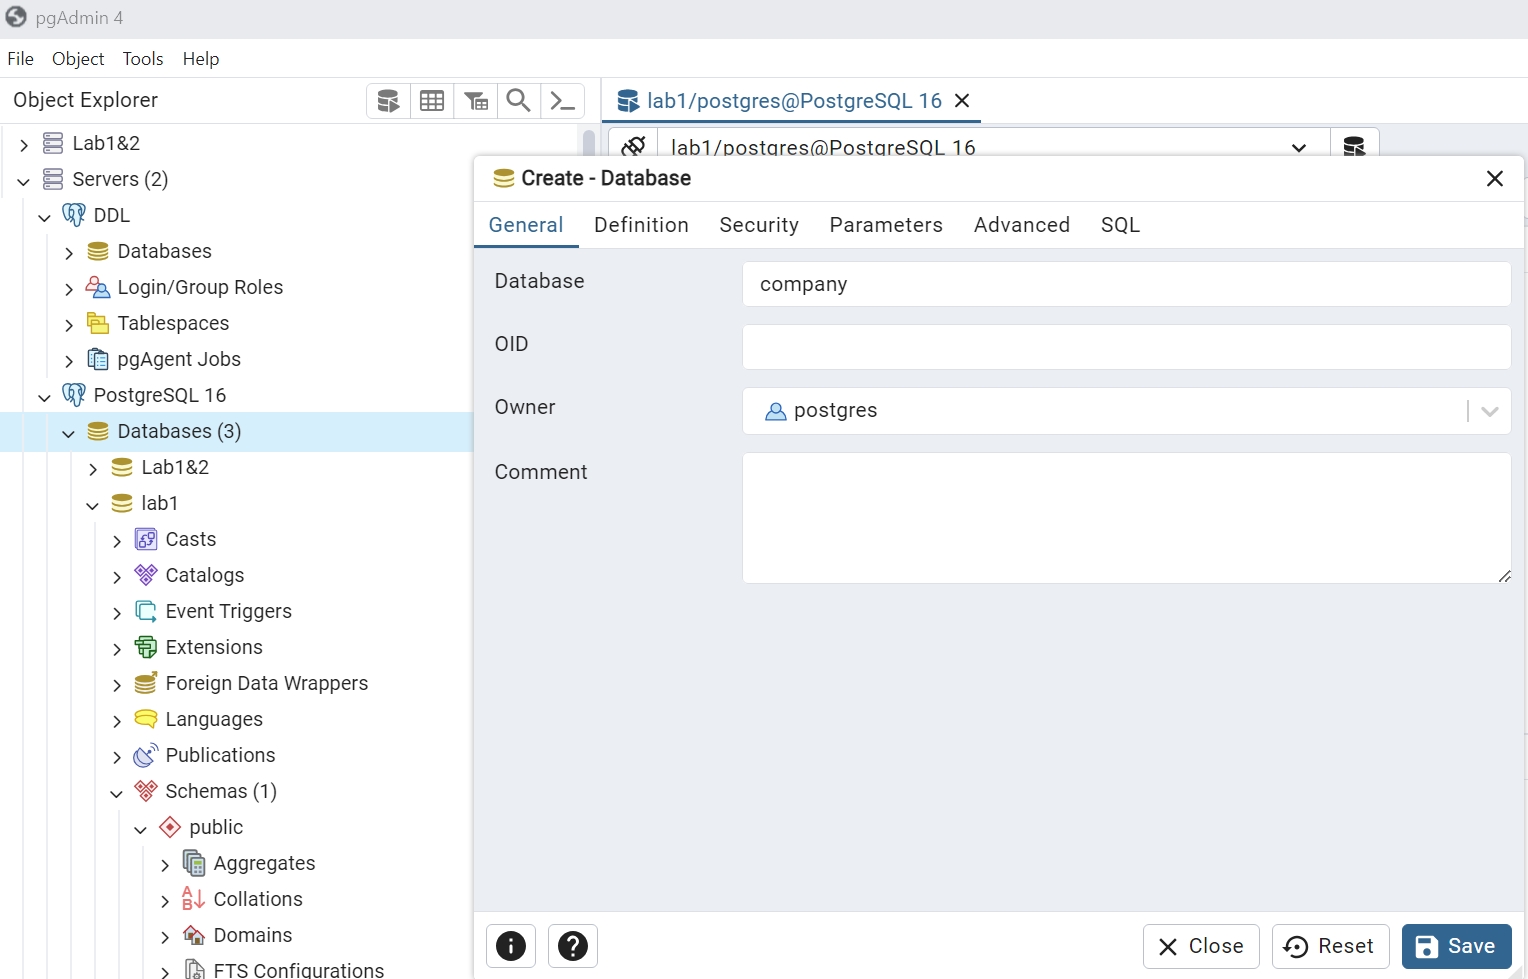 pgAdmin 4
File Object Tools Help
Object Explorer
lab1/postgres@PostgreSQL 16
lab1/postgres@PostgreSQL 16
Lab1&2
Servers (2)
DDL
Databases
Login/Group Roles
Tablespaces
pgAgent Jobs
PostgreSQL 16
Databases (3)
Lab1&2
lab1
Casts
Catalogs
Event Triggers
Extensions
Foreign Data Wrappers
Languages
Publications
Schemas (1)
public
Aggregates
Collations
Domains
FTS Configurations
Create - Database
General Definition Security Parameters Advanced SQL
Database company
OID
Owner postgres
Comment
Close Reset Save